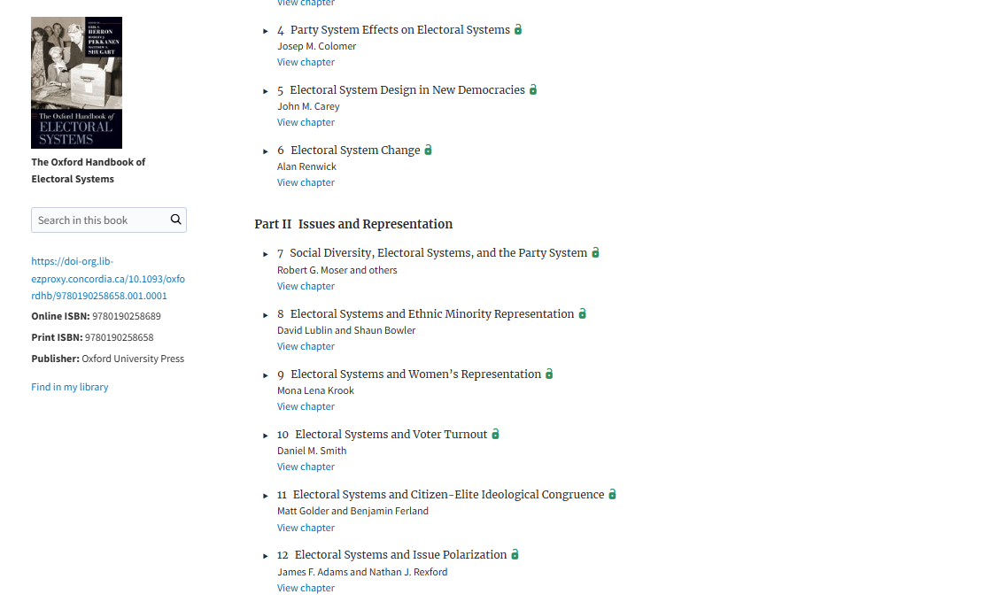 View chapter
EDITED BY
ERIK S.
HERRON
ROBERT J.
PEKKANEN
MATTHEW S.
SHUGART
The Oxford Handbook of
ELECTORAL
SYSTEMS
The Oxford Handbook of
Electoral Systems
Search in this book
https://doi-org.lib-
ezproxy.concordia.ca/10.1093/oxfo
rdhb/9780190258658.001.0001
Online ISBN: 9780190258689
Print ISBN: 9780190258658
Publisher: Oxford University Press
Find in my library
4 Party System Effects on Electoral Systems
Josep M. Colomer
View chapter
5 Electoral System Design in New Democracies
John M. Carey
View chapter
6 Electoral System Change
Alan Renwick
View chapter
Part II Issues and Representation
7 Social Diversity, Electoral Systems, and the Party System
Robert G. Moser and others
View chapter
8 Electoral Systems and Ethnic Minority Representation
David Lublin and Shaun Bowler
View chapter
9 Electoral Systems and Women’s Representation
Mona Lena Krook
View chapter
10 Electoral Systems and Voter Turnout
Daniel M. Smith
View chapter
11 Electoral Systems and Citizen-Elite Ideological Congruence
Matt Golder and Benjamin Ferland
View chapter
12 Electoral Systems and Issue Polarization
James F. Adams and Nathan J. Rexford
View chapter